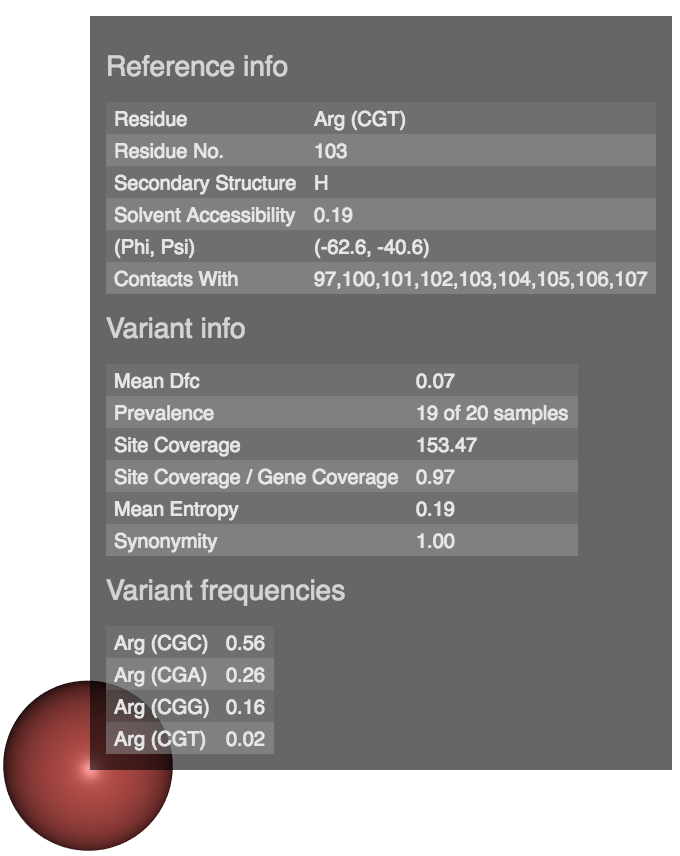 Reference info
Residue Arg (CGT)
Residue No. 103
Secondary Structure H
Solvent Accessibility 0.19
(Phi, Psi) (-62.6, -40.6)
Contacts With 97,100,101,102,103,104,105,106,107
Variant info
Mean Dfc 0.07
Prevalence 19 of 20 samples
Site Coverage 153.47
Site Coverage / Gene Coverage 0.97
Mean Entropy 0.19
Synonymity 1.00
Variant frequencies
Arg (CGC) 0.56
Arg (CGA) 0.26
Arg (CGG) 0.16
Arg (CGT) 0.02